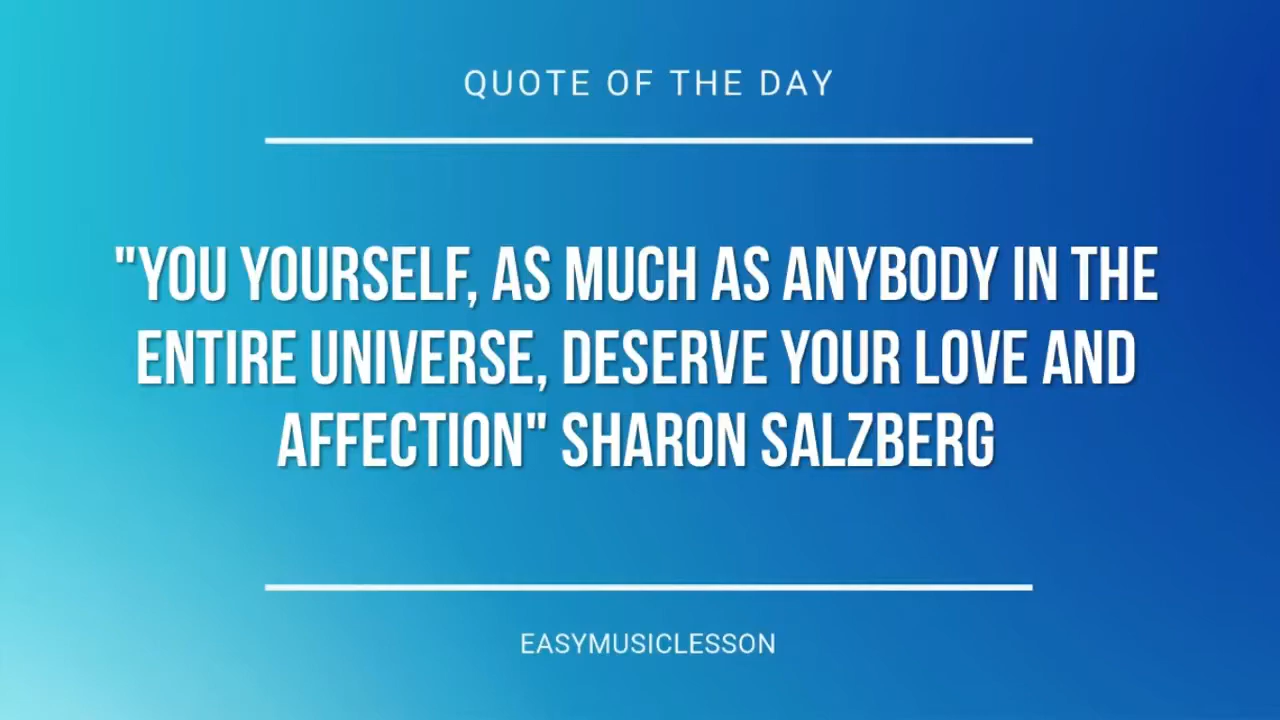 QUOTE OF THE DAY
"YOU YOURSELF, AS MUCH AS ANYBODY IN THE
ENTIRE UNIVERSE, DESERVE YOUR LOVE AND
AFFECTION" SHARON SALZBERG
EASYMUSICLESSON